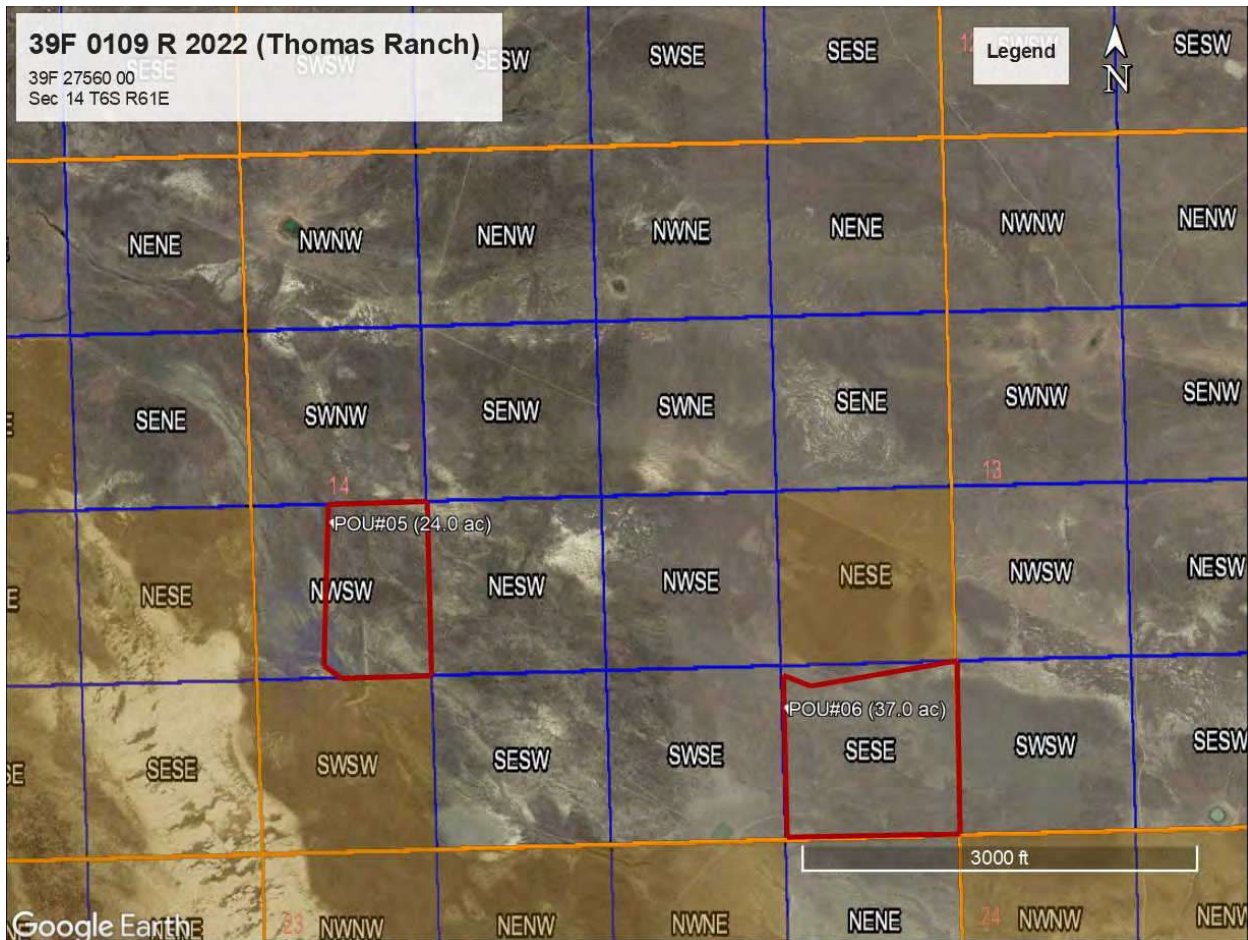 39F 0109 R 2022 (Thomas Ranch)
39F 27560 00
Sec 14 T6S R61E
Legend
N
SESE
SWSW
SESW
SWSE
SESE
12
SWSW
SESW
NENE
NWNW
NENW
NWNE
NENE
NWNW
NENW
SENE
SWNW
SENW
SWNE
SENE
SWNW
SENW
14
13
POU#05 (24.0 ac)
NESE
NWSW
NESW
NWSE
NESE
NWSW
NESW
POU#06 (37.0 ac)
SESE
SWSW
SESW
SWSE
SESE
SWSW
SESW
3000 ft
Google Earth
NENE
23
NWNW
NENW
NWNE
NENE
24
NWNW
NENW